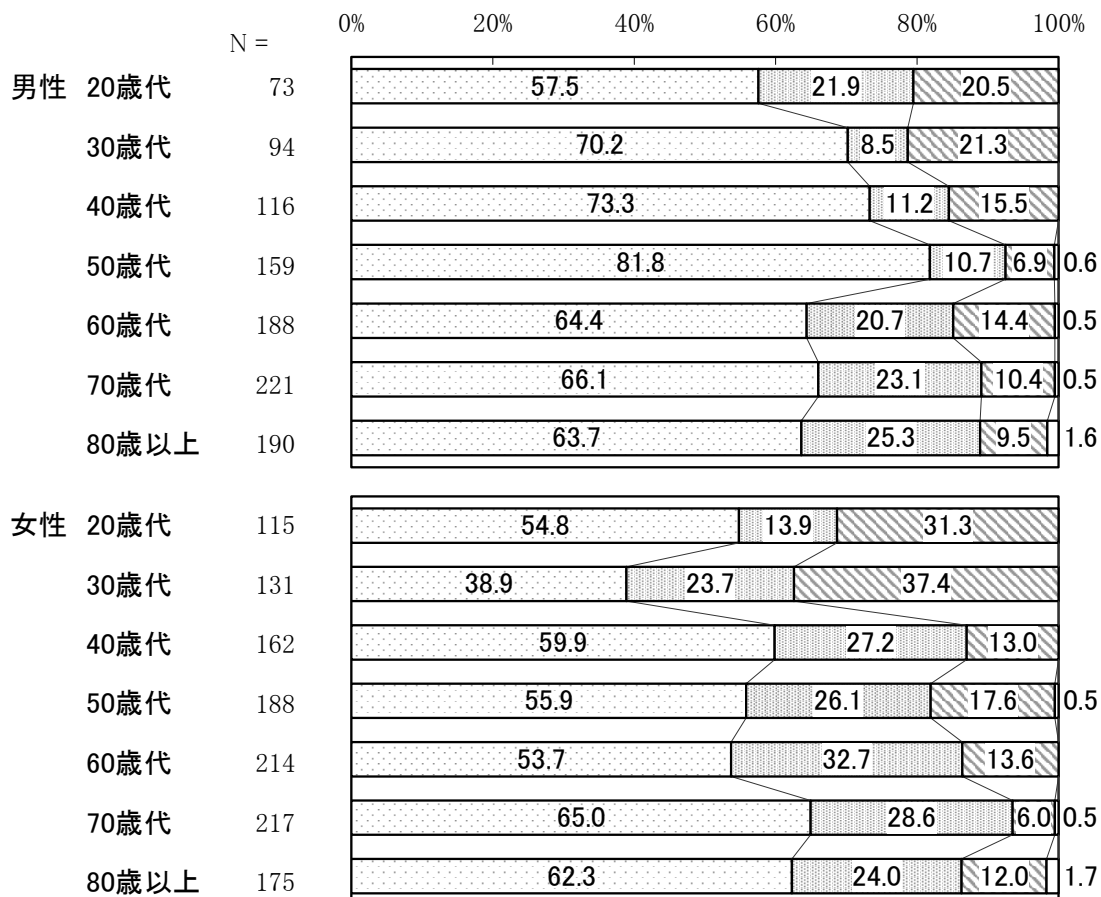 0% 20% 40% 60% 80% 100%
N =
男性 20歳代 73 57.5 21.9 20.5
30歳代 94 70.2 8.5 21.3
40歳代 116 73.3 11.2 15.5
50歳代 159 81.8 10.7 6.9 0.6
60歳代 188 64.4 20.7 14.4 0.5
70歳代 221 66.1 23.1 10.4 0.5
80歳以上 190 63.7 25.3 9.5 1.6
女性 20歳代 115 54.8 13.9 31.3
30歳代 131 38.9 23.7 37.4
40歳代 162 59.9 27.2 13.0
50歳代 188 55.9 26.1 17.6 0.5
60歳代 214 53.7 32.7 13.6
70歳代 217 65.0 28.6 6.0 0.5
80歳以上 175 62.3 24.0 12.0 1.7